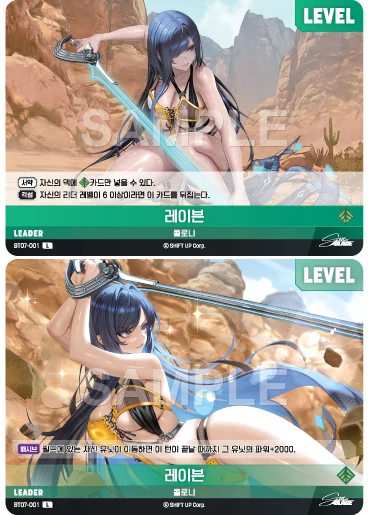 LEVEL
SAMPLE
서약 자신의 덱에 카드만 넣을 수 있다.
각성 자신의 리더 레벨이 6 이상이라면 이 카드를 뒤집는다.
레이븐
LEADER 콜로니
BT07-001 L © SHIFT UP Corp. Stellar BLADE
LEVEL
SAMPLE
패시브 필드에 있는 자신 유닛이 이동하면 이 턴이 끝날 때까지 그 유닛의 파워+2000.
레이븐
LEADER 콜로니
BT07-001 L © SHIFT UP Corp. Stellar BLADE